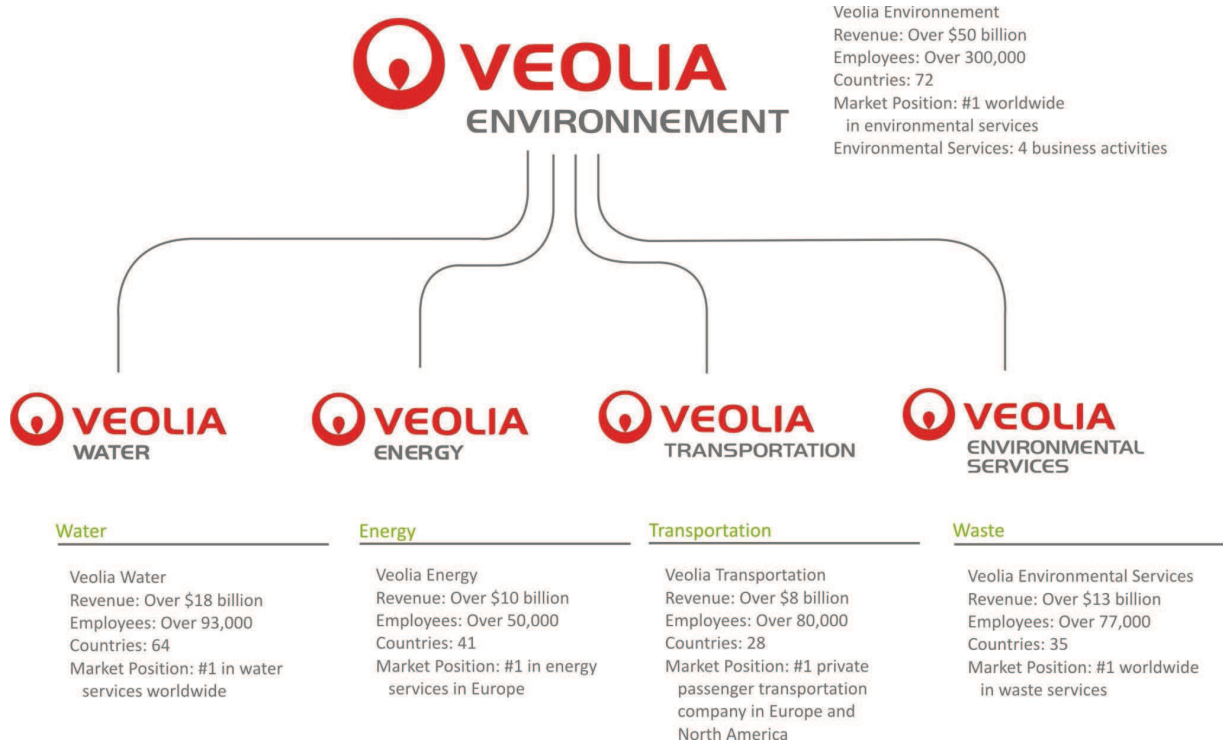 VEOLIA
ENVIRONNEMENT
Veolia Environnement
Revenue: Over $50 billion
Employees: Over 300,000
Countries: 72
Market Position: #1 worldwide
in environmental services
Environmental Services: 4 business activities
VEOLIA
WATER
VEOLIA
ENERGY
VEOLIA
TRANSPORTATION
VEOLIA
ENVIRONMENTAL
SERVICES
Water
Veolia Water
Revenue: Over $18 billion
Employees: Over 93,000
Countries: 64
Market Position: #1 in water
services worldwide
Energy
Veolia Energy
Revenue: Over $10 billion
Employees: Over 50,000
Countries: 41
Market Position: #1 in energy
services in Europe
Transportation
Veolia Transportation
Revenue: Over $8 billion
Employees: Over 80,000
Countries: 28
Market Position: #1 private
passenger transportation
company in Europe and
North America
Waste
Veolia Environmental Services
Revenue: Over $13 billion
Employees: Over 77,000
Countries: 35
Market Position: #1 worldwide
in waste services